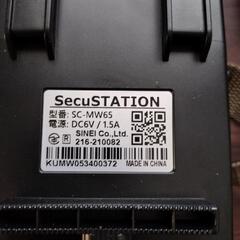 SecuSTATION
型番: SC-MW65
電源: DC6V / 1.5A
SINEI Co.,Ltd.
216-210082
KUMW053400372
MADE IN CHINA